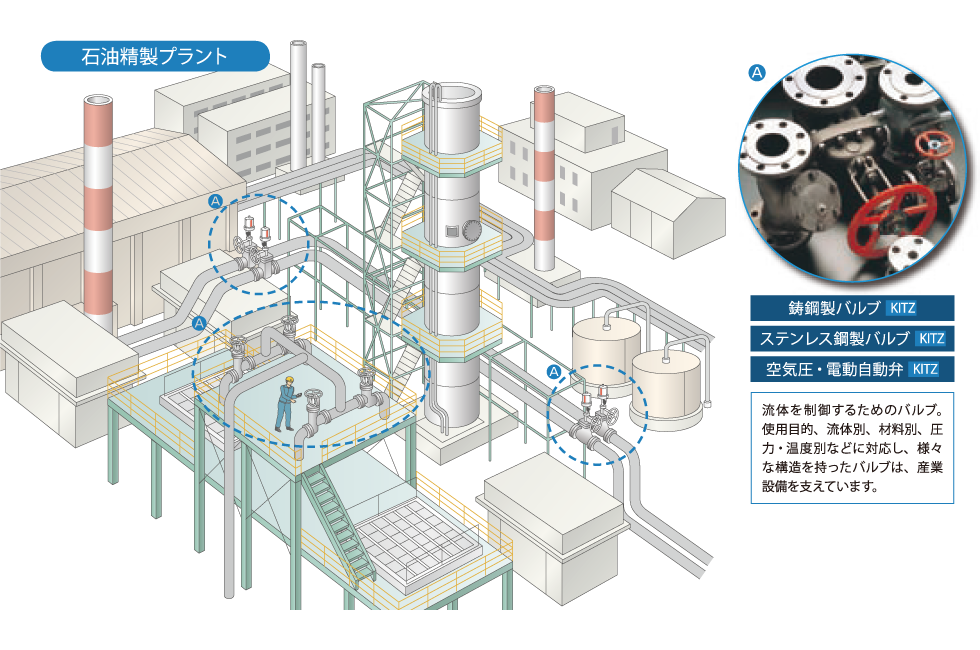 石油精製プラント
A
A
A
A
鋳鋼製バルブ KITZ
ステンレス鋼製バルブ KITZ
空気圧・電動自動弁 KITZ
流体を制御するためのバルブ。
使用目的、流体別、材料別、圧
力・温度別などに対応し、様々
な構造を持ったバルブは、産業
設備を支えています。